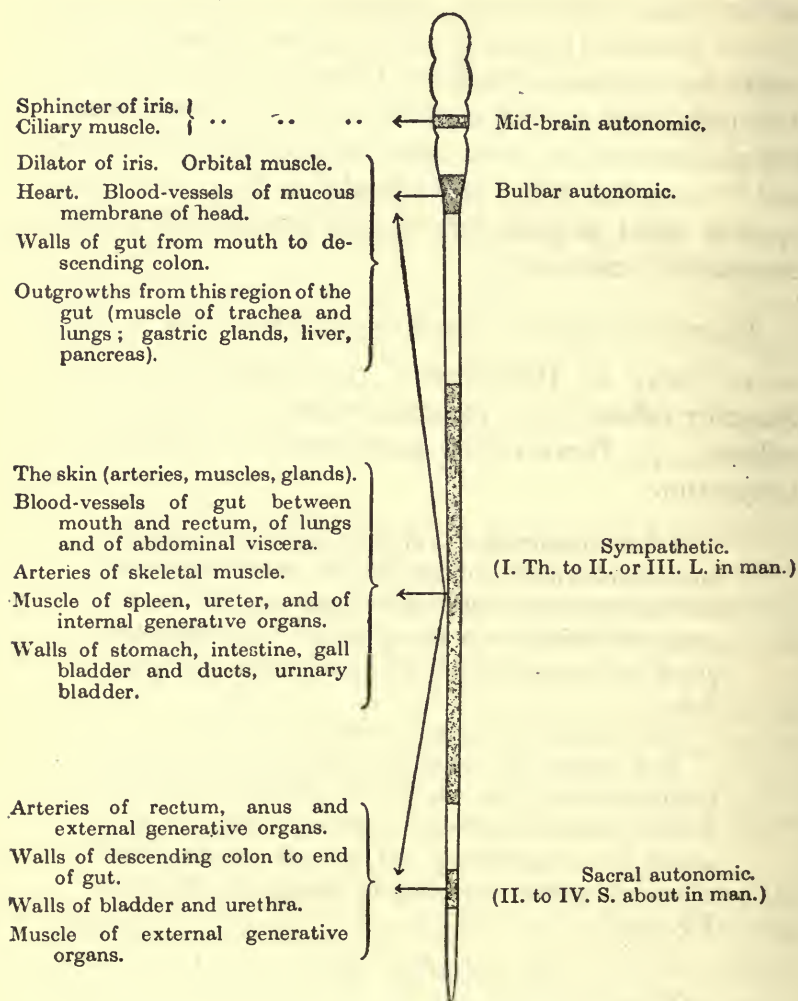 Sphincter of iris.
Ciliary muscle.
Mid-brain autonomic.
Dilator of iris. Orbital muscle.
Heart. Blood-vessels of mucous
membrane of head.
Bulbar autonomic.
Walls of gut from mouth to de-
scending colon.
Outgrowths from this region of the
gut (muscle of trachea and
lungs; gastric glands, liver,
pancreas).
The skin (arteries, muscles, glands).
Blood-vessels of gut between
mouth and rectum, of lungs
and of abdominal viscera.
Arteries of skeletal muscle.
Muscle of spleen, ureter, and of
internal generative organs.
Walls of stomach, intestine, gall
bladder and ducts, urinary
bladder.
Sympathetic.
(I. Th. to II. or III. L. in man.)
Arteries of rectum, anus and
external generative organs.
Walls of descending colon to end
of gut.
Walls of bladder and urethra.
Muscle of external generative
organs.
Sacral autonomic.
(II. to IV. S. about in man.)